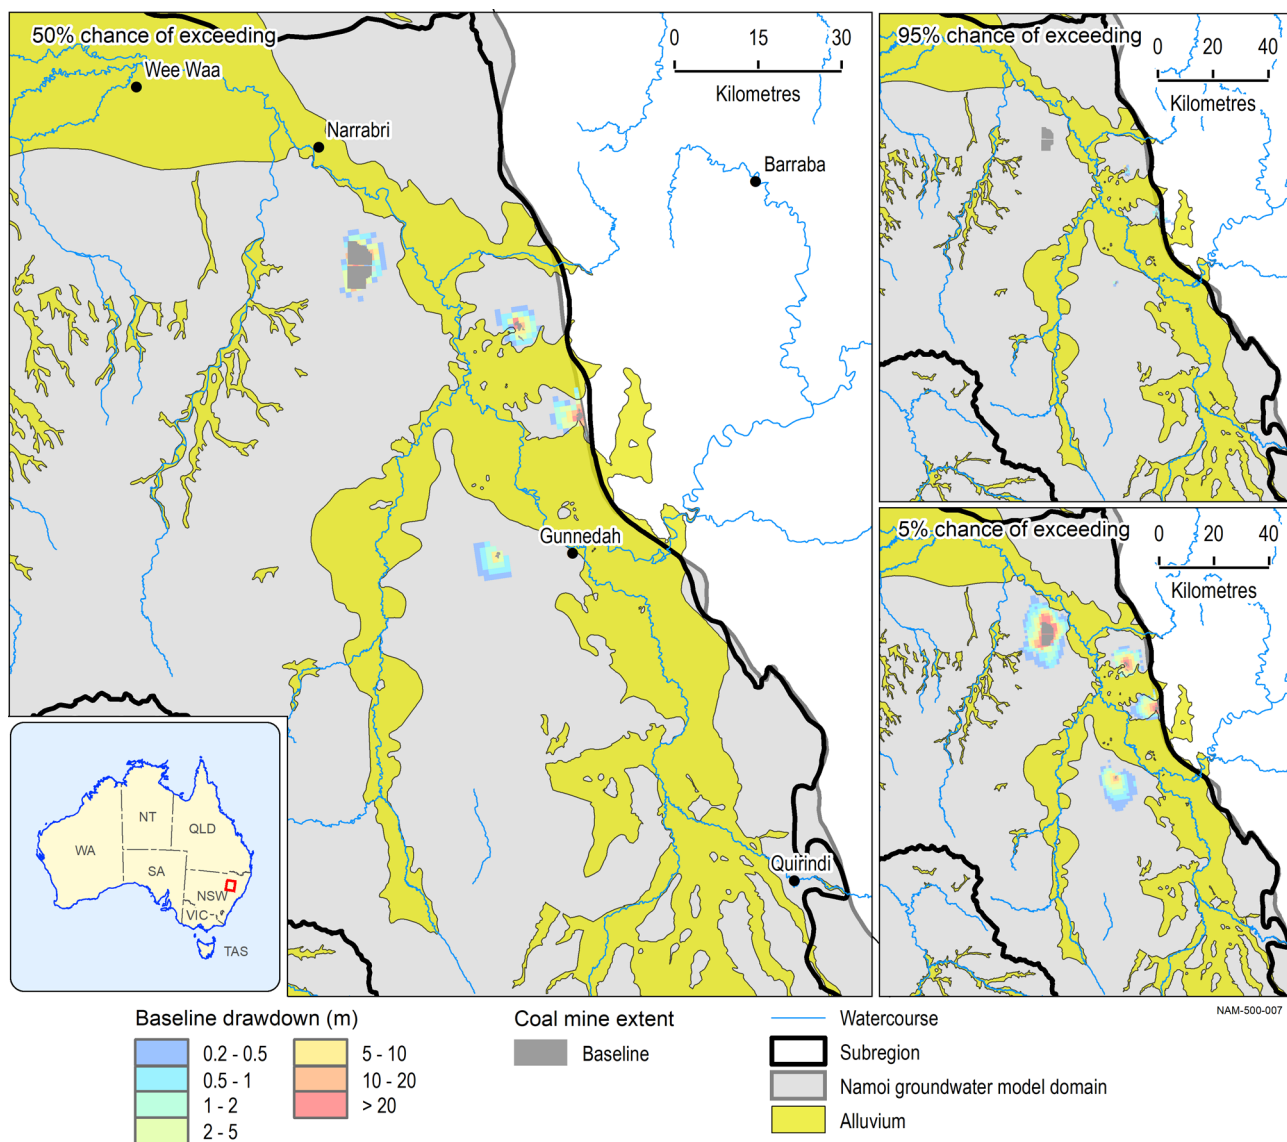 50% chance of exceeding
0 15 30
Kilometres
Wee Waa
Narrabri
Barraba
Gunnedah
Quirindi
95% chance of exceeding
0 20 40
Kilometres
5% chance of exceeding
0 20 40
Kilometres
NT
QLD
WA
SA
NSW
VIC
TAS
NAM-500-007
Baseline drawdown (m)
0.2 - 0.5
0.5 - 1
1 - 2
2 - 5
5 - 10
10 - 20
> 20
Coal mine extent
Baseline
Watercourse
Subregion
Namoi groundwater model domain
Alluvium